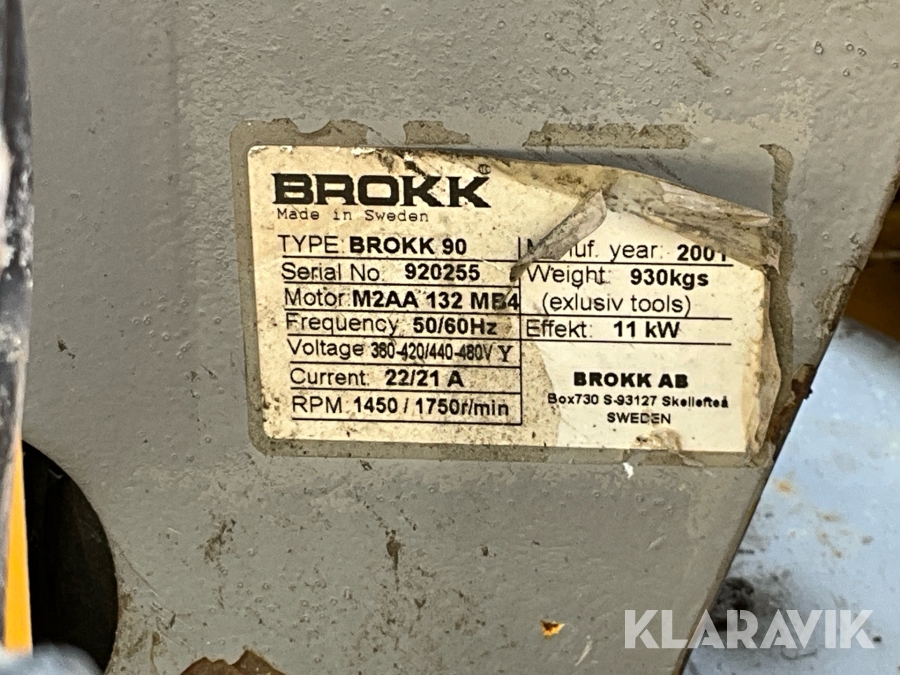 BROKK
Made in Sweden
TYPE: BROKK 90
Serial No. 920255
Motor M2AA 132 MB4
Frequency 50/60Hz
Voltage 380-420/440-480V Y
Current: 22/21 A
RPM: 1450 / 1750r/min
year: 2001
Weight: 930kgs
(exlusiv tools)
Effekt: 11 kW
BROKK AB
Box730 S-93127 Skellefteå
SWEDEN
KLARAVIK